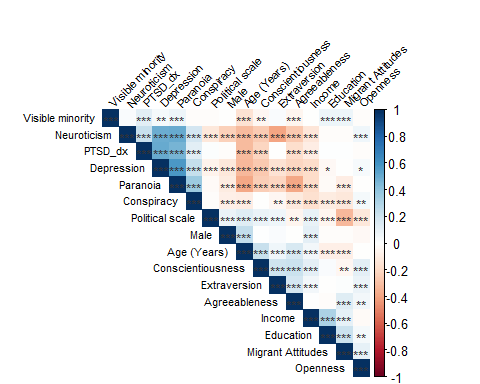 Visible minority
Neuroticism
PTSD_dx
Depression
Paranoia
Conspiracy
Political scale
Male
Age (Years)
Conscientiousness
Extraversion
Agreeableness
Income
Education
Migrant Attitudes
Openness
Visible minority
Neuroticism
PTSD_dx
Depression
Paranoia
Conspiracy
Political scale
Male
Age (Years)
Conscientiousness
Extraversion
Agreeableness
Income
Education
Migrant Attitudes
Openness
1
0.8
0.6
0.4
0.2
0
-0.2
-0.4
-0.6
-0.8
-1